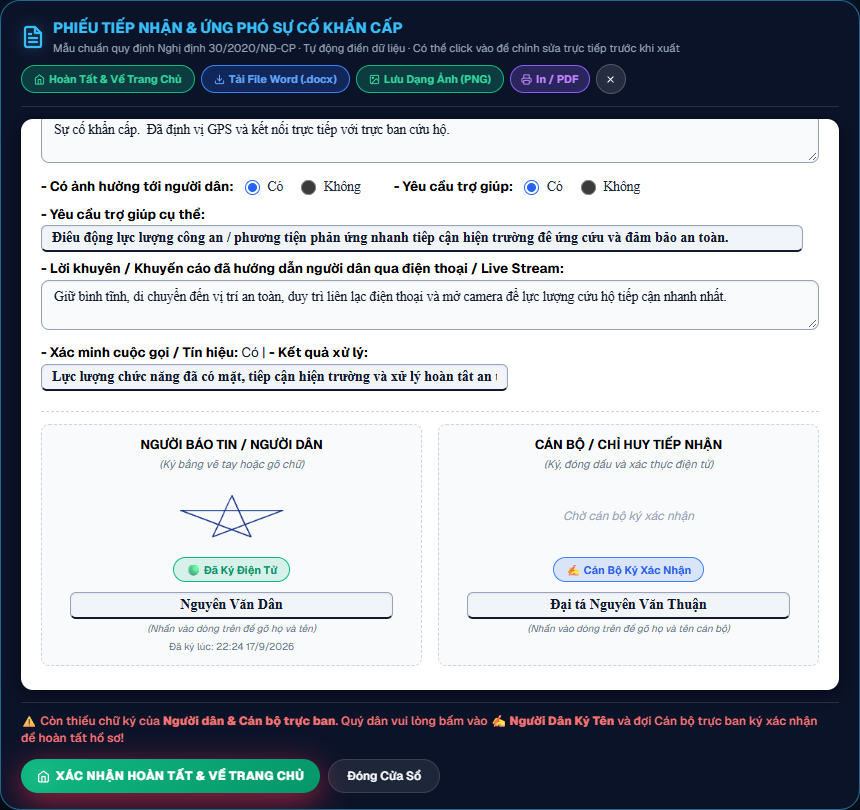 PHIẾU TIẾP NHẬN & ỨNG PHÓ SỰ CỐ KHẨN CẤP
Mẫu chuẩn quy định Nghị định 30/2020/NĐ-CP · Tự động điền dữ liệu · Có thể click vào để chỉnh sửa trực tiếp trước khi xuất
Hoàn Tất & Về Trang Chủ
Tải File Word (.docx)
Lưu Dạng Ảnh (PNG)
In / PDF
✕
Sự cố khẩn cấp. Đã định vị GPS và kết nối trực tiếp với trực ban cứu hộ.
- Có ảnh hưởng tới người dân: Có Không - Yêu cầu trợ giúp: Có Không
- Yêu cầu trợ giúp cụ thể:
Điều động lực lượng công an / phương tiện phản ứng nhanh tiếp cận hiện trường để ứng cứu và đảm bảo an toàn.
- Lời khuyên / Khuyến cáo đã hướng dẫn người dân qua điện thoại / Live Stream:
Giữ bình tĩnh, di chuyển đến vị trí an toàn, duy trì liên lạc điện thoại và mở camera để lực lượng cứu hộ tiếp cận nhanh nhất.
- Xác minh cuộc gọi / Tín hiệu: Có | - Kết quả xử lý:
Lực lượng chức năng đã có mặt, tiếp cận hiện trường và xử lý hoàn tất an
NGƯỜI BÁO TIN / NGƯỜI DÂN
(Ký bằng vẽ tay hoặc gõ chữ)
Đã Ký Điện Tử
Nguyễn Văn Dân
(Nhấn vào dòng trên để gõ họ và tên)
Đã ký lúc: 22:24 17/9/2026
CÁN BỘ / CHỈ HUY TIẾP NHẬN
(Ký, đóng dấu và xác thực điện tử)
Chờ cán bộ ký xác nhận
✍️ Cán Bộ Ký Xác Nhận
Đại tá Nguyễn Văn Thuận
(Nhấn vào dòng trên để gõ họ và tên cán bộ)
⚠️ Còn thiếu chữ ký của Người dân & Cán bộ trực ban. Quý dân vui lòng bấm vào ✍️ Người Dân Ký Tên và đợi Cán bộ trực ban ký xác nhận
để hoàn tất hồ sơ!
XÁC NHẬN HOÀN TẤT & VỀ TRANG CHỦ
Đóng Cửa Sổ